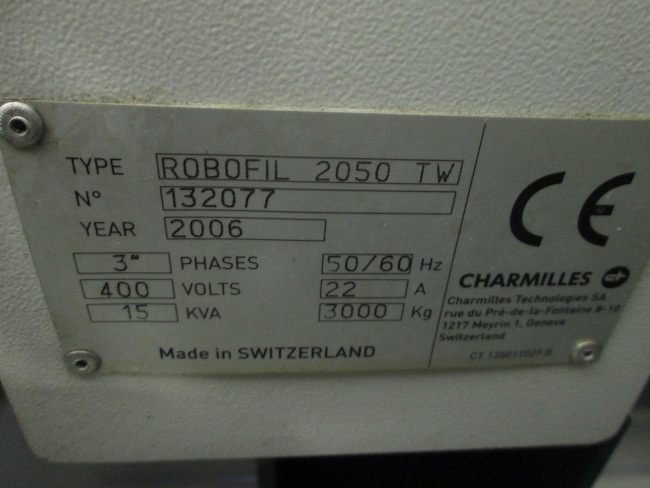 TYPE ROBOFIL 2050 TW
N° 132077
YEAR 2006
3~ PHASES 50/60 Hz
400 VOLTS 22 A
15 KVA 3000 Kg
Made in SWITZERLAND
CE
CHARMILLES
Charmilles Technologies SA
rue du Pré-de-la-Fontaine 8-10
1217 Meyrin 1, Geneva
Switzerland
CT 135011029 B